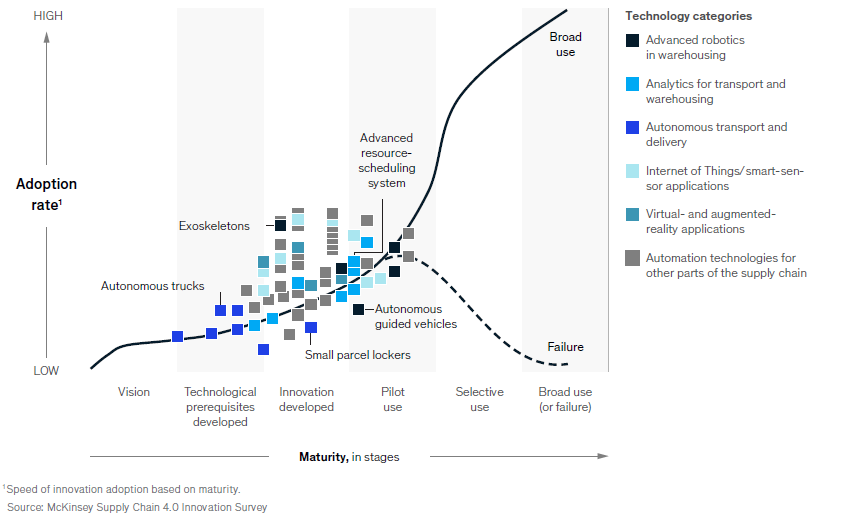 HIGH
Adoption
rate¹
LOW
Broad
use
Advanced
resource-
scheduling
system
Exoskeletons
Autonomous trucks
Autonomous
guided vehicles
Small parcel lockers
Failure
Vision
Technological
prerequisites
developed
Innovation
developed
Pilot
use
Selective
use
Broad use
(or failure)
Maturity, in stages
Technology categories
Advanced robotics
in warehousing
Analytics for transport and
warehousing
Autonomous transport and
delivery
Internet of Things/smart-sen-
sor applications
Virtual- and augmented-
reality applications
Automation technologies for
other parts of the supply chain
¹Speed of innovation adoption based on maturity.
Source: McKinsey Supply Chain 4.0 Innovation Survey